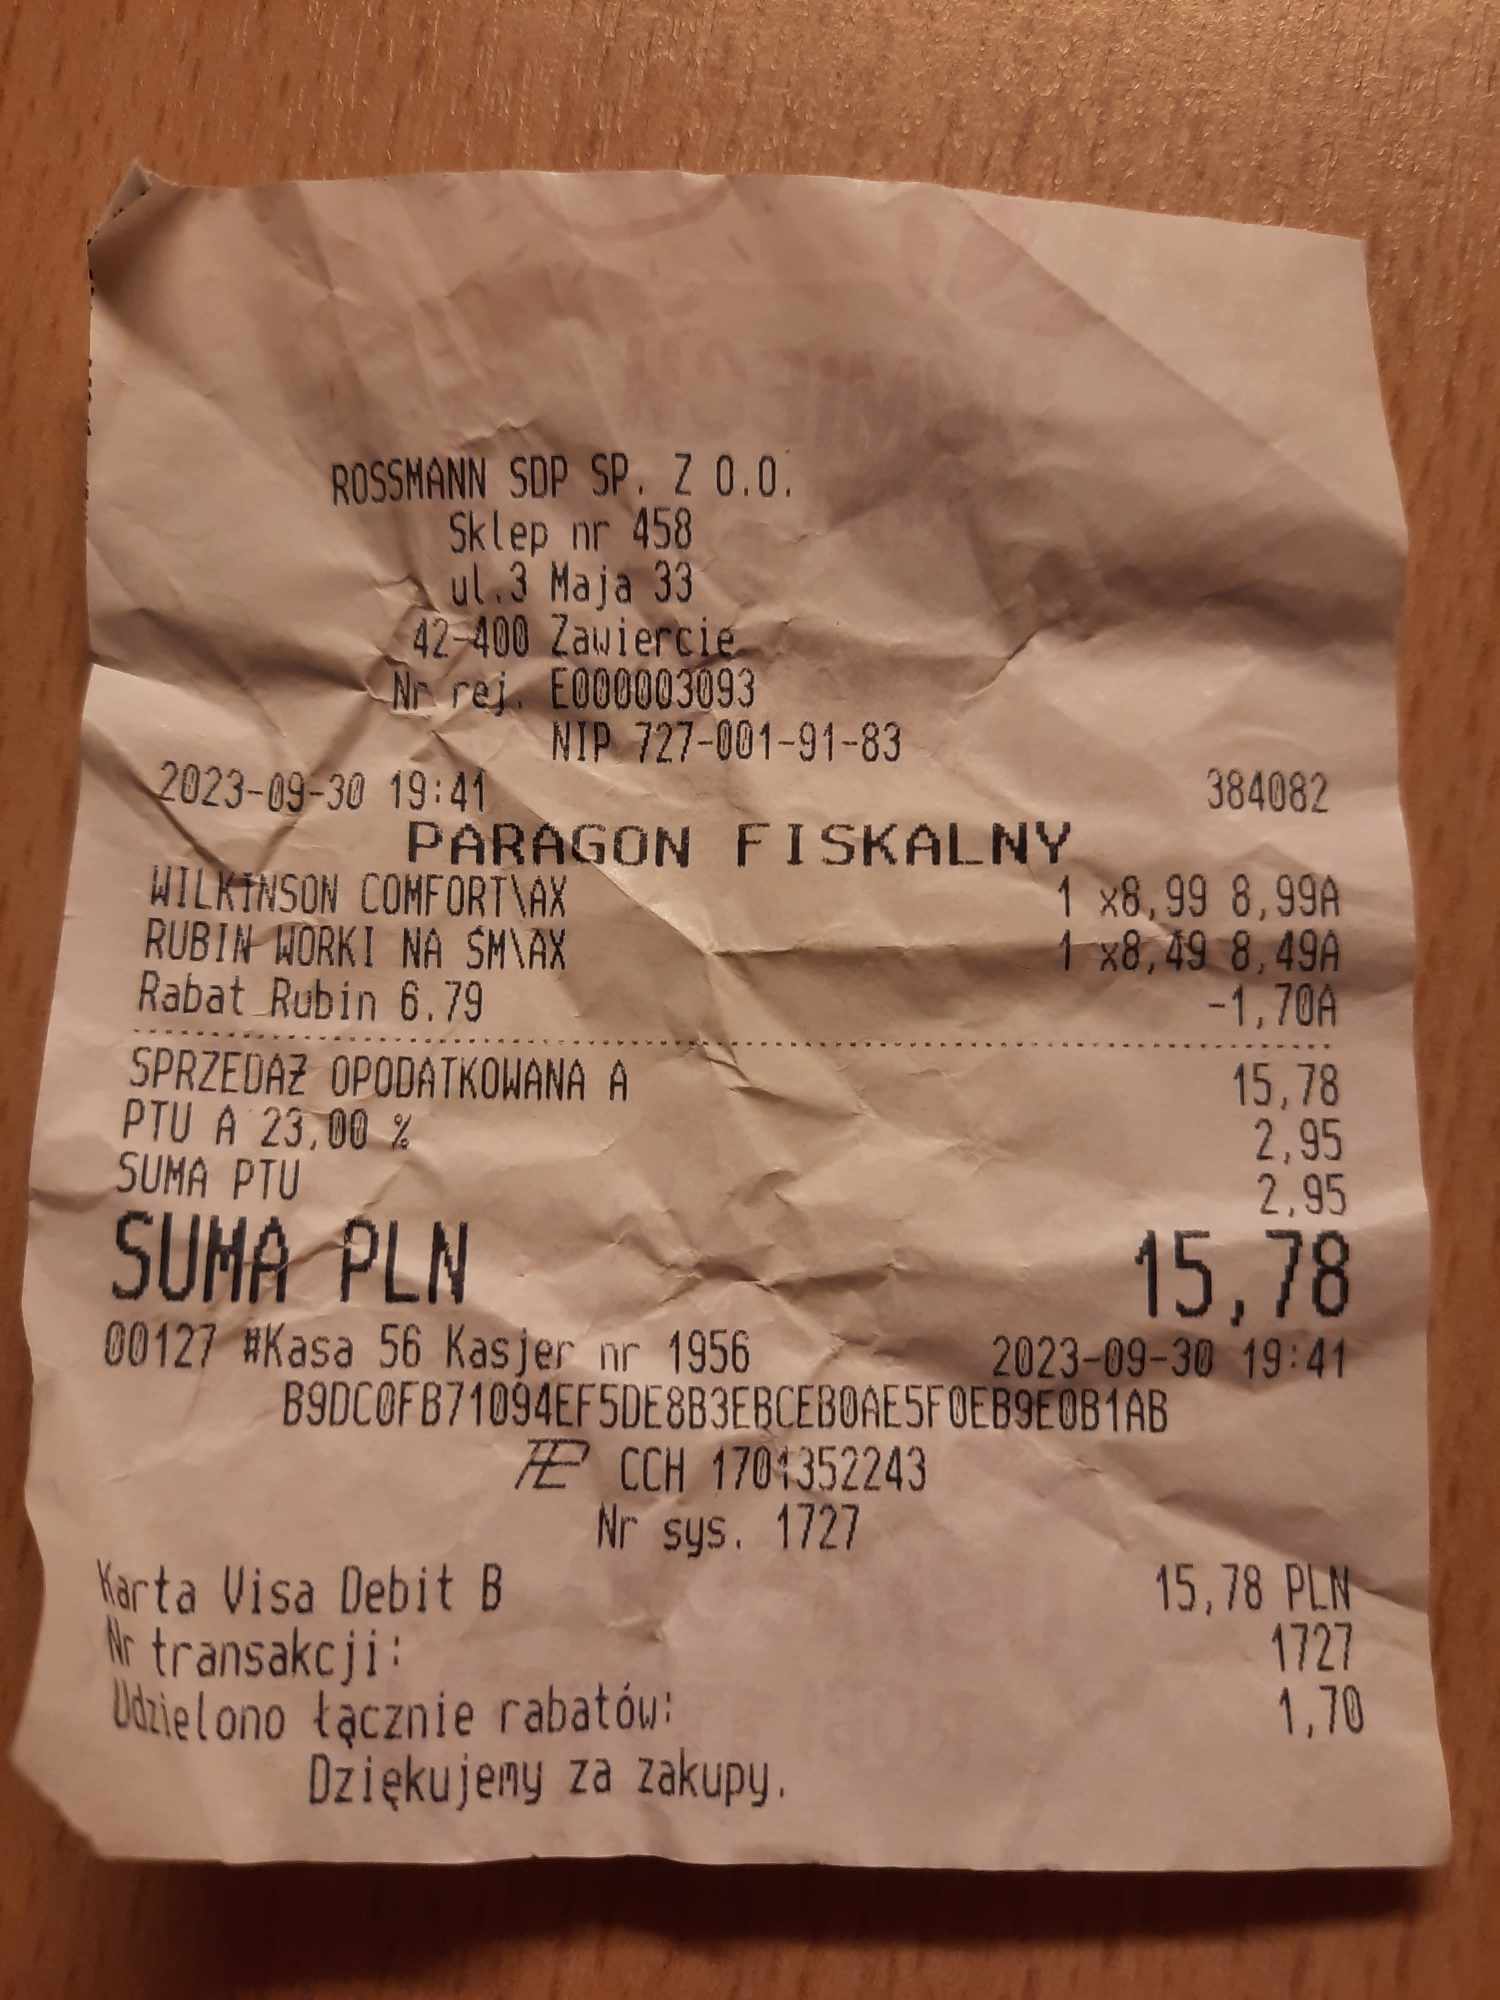 ROSSMANN SDP SP. Z O.O.
Sklep nr 458
ul.3 Maja 33
42-400 Zawiercie
Nr rej. E000003093
NIP 727-001-91-83
2023-09-30 19:41 384082
PARAGON FISKALNY
WILKINSON COMFORT\AX 1 x8,99 8,99A
RUBIN WORKI NA ŚM\AX 1 x8,49 8,49A
Rabat Rubin 6.79 -1,70A
SPRZEDAŻ OPODATKOWANA A 15,78
PTU A 23,00 % 2,95
SUMA PTU 2,95
SUMA PLN 15,78
00127 #Kasa 56 Kasjer nr 1956 2023-09-30 19:41
B9DC0FB71094EF5DE8B3EBCEB0AE5F0EB9E0B1AB
CCH 1701352243
Nr sys. 1727
Karta Visa Debit B 15,78 PLN
Nr transakcji: 1727
Udzielono łącznie rabatów: 1,70
Dziękujemy za zakupy.